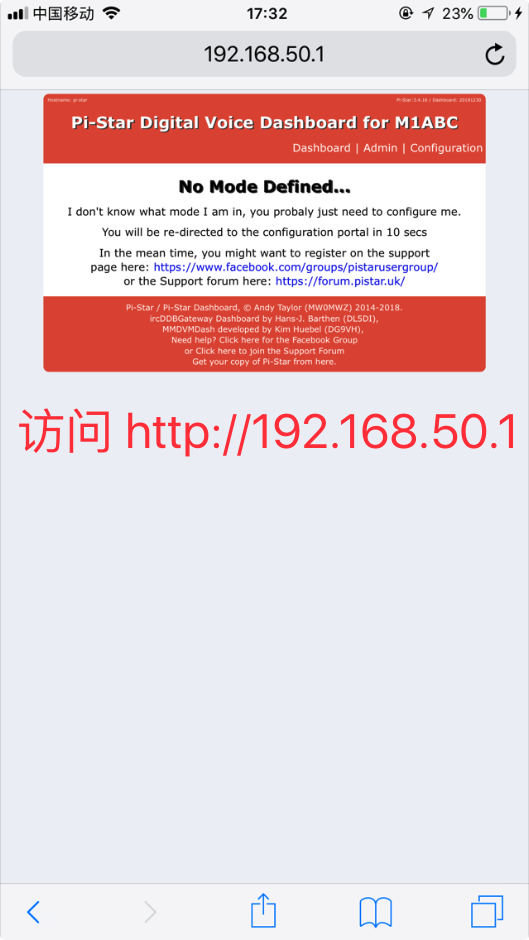 中国移动 17:32 23%
192.168.50.1
Hostname: pi-star Pi-Star:3.4.16 / Dashboard: 20181210
Pi-Star Digital Voice Dashboard for M1ABC
Dashboard | Admin | Configuration
No Mode Defined...
I don't know what mode I am in, you probaly just need to configure me.
You will be re-directed to the configuration portal in 10 secs
In the mean time, you might want to register on the support
page here: https://www.facebook.com/groups/pistarusergroup/
or the Support forum here: https://forum.pistar.uk/
Pi-Star / Pi-Star Dashboard, © Andy Taylor (MW0MWZ) 2014-2018.
ircDDBGateway Dashboard by Hans-J. Barthen (DL5DI),
MMDVMDash developed by Kim Huebel (DG9VH),
Need help? Click here for the Facebook Group
or Click here to join the Support Forum
Get your copy of Pi-Star from here.
访问 http://192.168.50.1